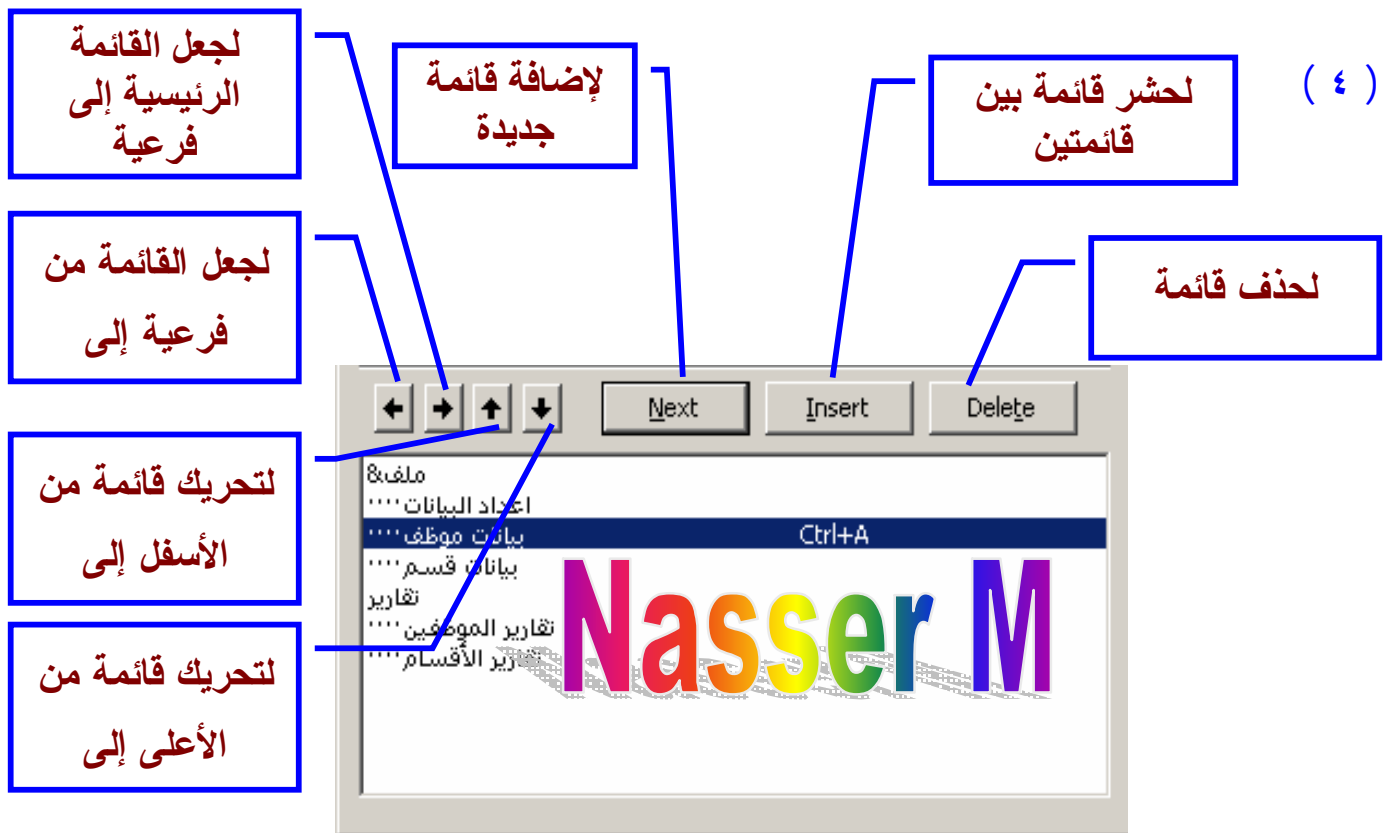 ( ٤ )
لحشر قائمة بين
قائمتين
لإضافة قائمة
جديدة
لجعل القائمة
الرئيسية إلى
فرعية
لجعل القائمة من
فرعية إلى
لحذف قائمة
لتحريك قائمة من
الأسفل إلى
لتحريك قائمة من
الأعلى إلى
Next
Insert
Delete
ملف&
اعداد البيانات ····
بيانات موظف ···· Ctrl+A
بيانات قسم ····
تقارير
تقارير الموظفين ····
تقارير الأقسام ····
Nasser M